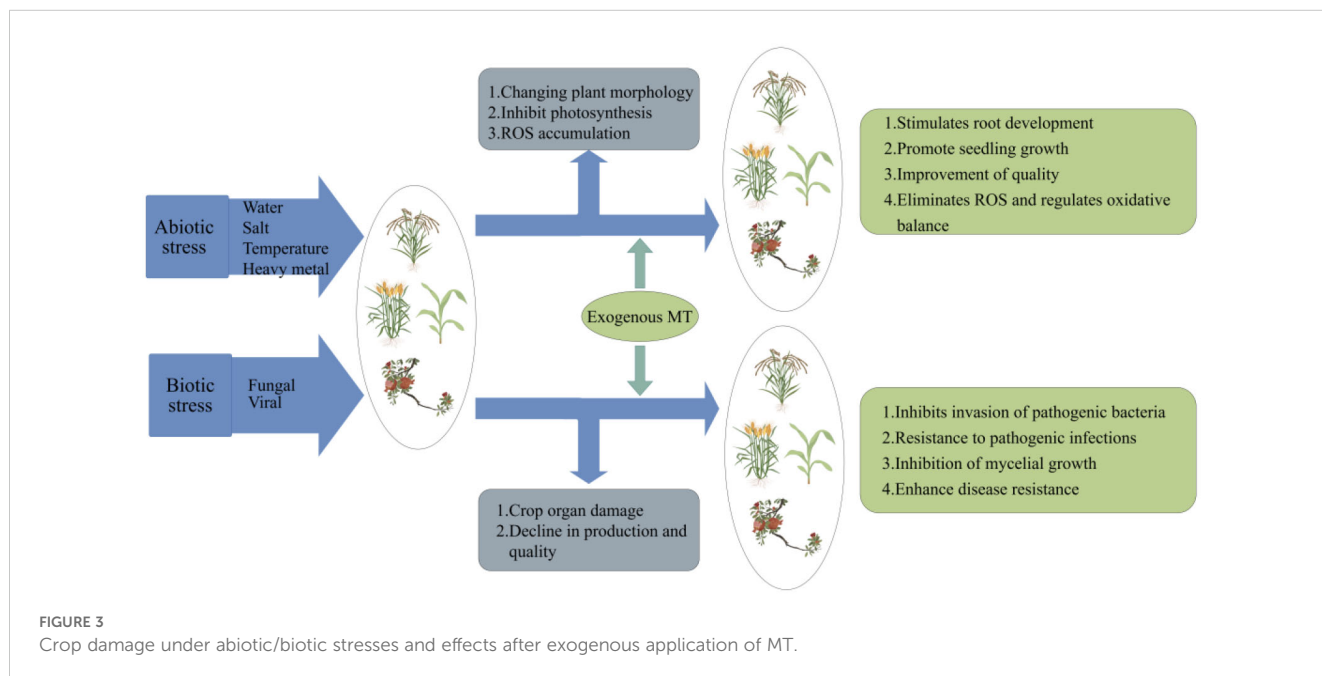 1.Changing plant morphology
2.Inhibit photosynthesis
3.ROS accumulation
1.Stimulates root development
2.Promote seedling growth
3.Improvement of quality
4.Eliminates ROS and regulates oxidative
balance
Abiotic
stress
Water
Salt
Temperature
Heavy metal
Exogenous MT
Biotic
stress
Fungal
Viral
1.Crop organ damage
2.Decline in production and
quality
1.Inhibits invasion of pathogenic bacteria
2.Resistance to pathogenic infections
3.Inhibition of mycelial growth
4.Enhance disease resistance
FIGURE 3
Crop damage under abiotic/biotic stresses and effects after exogenous application of MT.